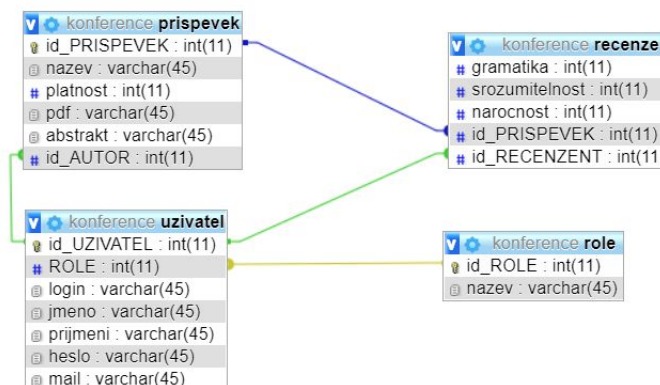 konference prispevek
id_PRISPEVEK : int(11)
nazev : varchar(45)
# platnost : int(11)
pdf : varchar(45)
abstrakt : varchar(45)
# id_AUTOR : int(11)
konference recenze
# gramatika : int(11)
# srozumitelnost : int(11)
# narocnost : int(11)
# id_PRISPEVEK : int(11)
# id_RECENZENT : int(11
konference uzivatel
id_UZIVATEL : int(11)
# ROLE : int(11)
login : varchar(45)
jmeno : varchar(45)
prijmeni : varchar(45)
heslo : varchar(45)
mail : varchar(45)
konference role
id_ROLE : int(11)
nazev : varchar(45)